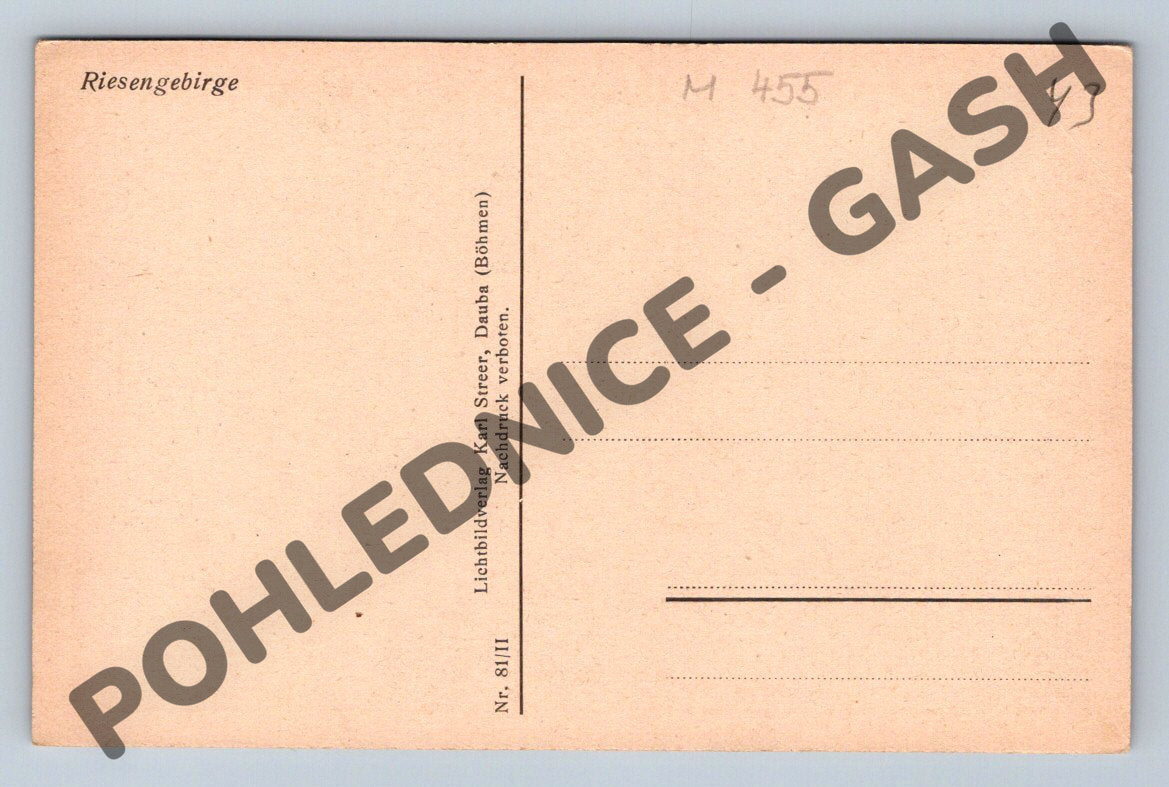 Riesengebirge
M 455
Lichtbildverlag Karl Streer, Dauba (Böhmen)
Nachdruck verboten.
Nr. 81/II
POHLEDNICE - GASH